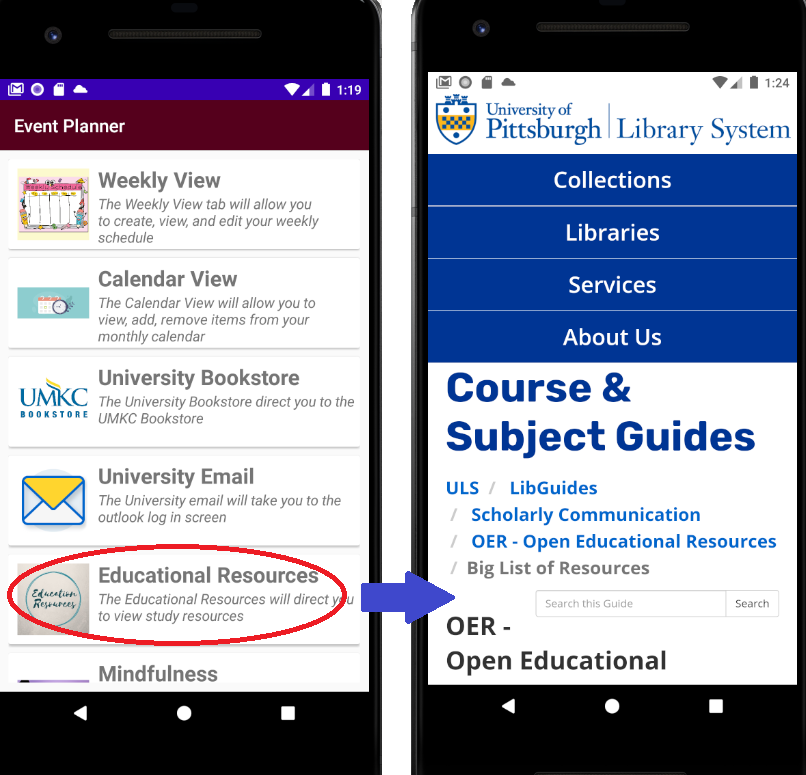 1:19
Event Planner
Weekly Schedule
Weekly View
The Weekly View tab will allow you
to create, view, and edit your weekly
schedule
Calendar View
The Calendar View will allow you to
view, add, remove items from your
monthly calendar
UMKC
BOOKSTORE
University Bookstore
The University Bookstore direct you to the
UMKC Bookstore
University Email
The University email will take you to the
outlook log in screen
Education
Resources
Educational Resources
The Educational Resources will direct you
to view study resources
Mindfulness
1:24
University of
Pittsburgh
Library System
Collections
Libraries
Services
About Us
Course &
Subject Guides
ULS / LibGuides
/ Scholarly Communication
/ OER - Open Educational Resources
/ Big List of Resources
Search this Guide
Search
OER -
Open Educational